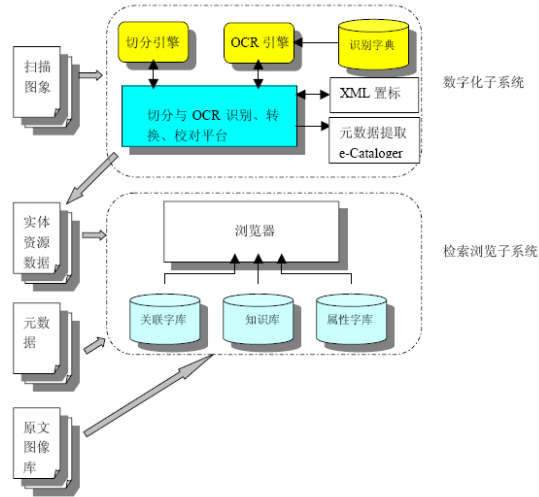 扫描
图象
切分引擎
OCR 引擎
识别字典
切分与 OCR 识别、转
换、校对平台
XML 置标
元数据提取
e-Cataloger
数字化子系统
实体
资源
数据
浏览器
检索浏览子系统
关联字库
知识库
属性字库
元数
据
原文
图像
库